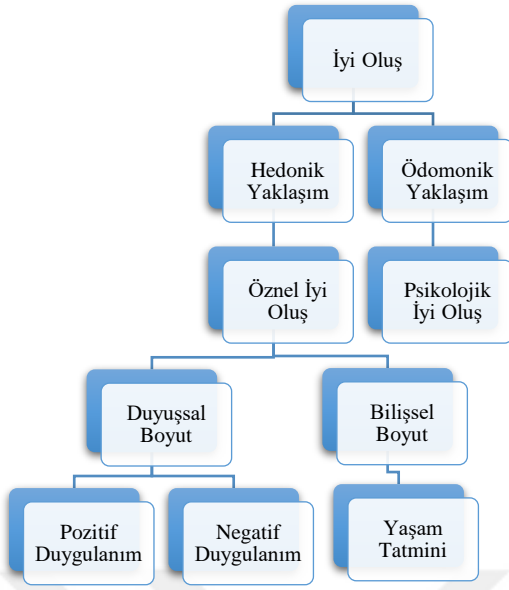 İyi Oluş
Hedonik
Yaklaşım
Ödomonik
Yaklaşım
Öznel İyi
Oluş
Psikolojik
İyi Oluş
Duyuşsal
Boyut
Bilişsel
Boyut
Pozitif
Duygulanım
Negatif
Duygulanım
Yaşam
Tatmini